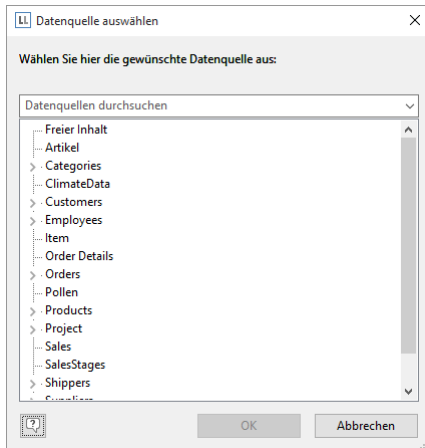 LL Datenquelle auswählen
Wählen Sie hier die gewünschte Datenquelle aus:
Datenquellen durchsuchen
Freier Inhalt
Artikel
Categories
ClimateData
Customers
Employees
Item
Order Details
Orders
Pollen
Products
Project
Sales
SalesStages
Shippers
OK Abbrechen